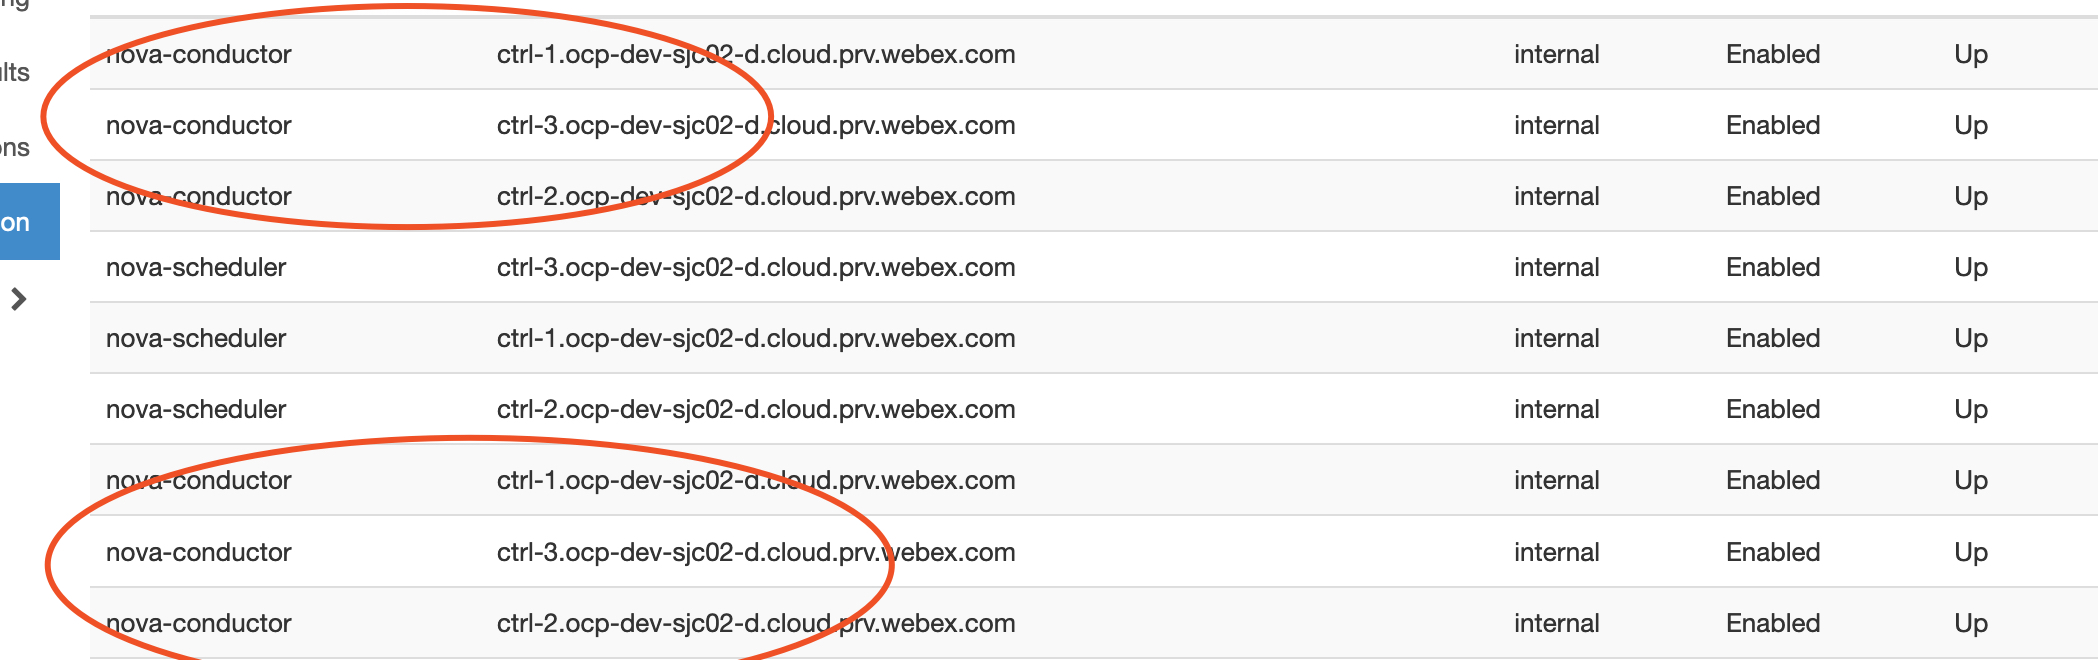 ng
nova-conductor ctrl-1.ocp-dev-sjc02-d.cloud.prv.webex.com internal Enabled Up
ults
nova-conductor ctrl-3.ocp-dev-sjc02-d.cloud.prv.webex.com internal Enabled Up
ons
nova-conductor ctrl-2.ocp-dev-sjc02-d.cloud.prv.webex.com internal Enabled Up
on
nova-scheduler ctrl-3.ocp-dev-sjc02-d.cloud.prv.webex.com internal Enabled Up
nova-scheduler ctrl-1.ocp-dev-sjc02-d.cloud.prv.webex.com internal Enabled Up
nova-scheduler ctrl-2.ocp-dev-sjc02-d.cloud.prv.webex.com internal Enabled Up
nova-conductor ctrl-1.ocp-dev-sjc02-d.cloud.prv.webex.com internal Enabled Up
nova-conductor ctrl-3.ocp-dev-sjc02-d.cloud.prv.webex.com internal Enabled Up
nova-conductor ctrl-2.ocp-dev-sjc02-d.cloud.prv.webex.com internal Enabled Up